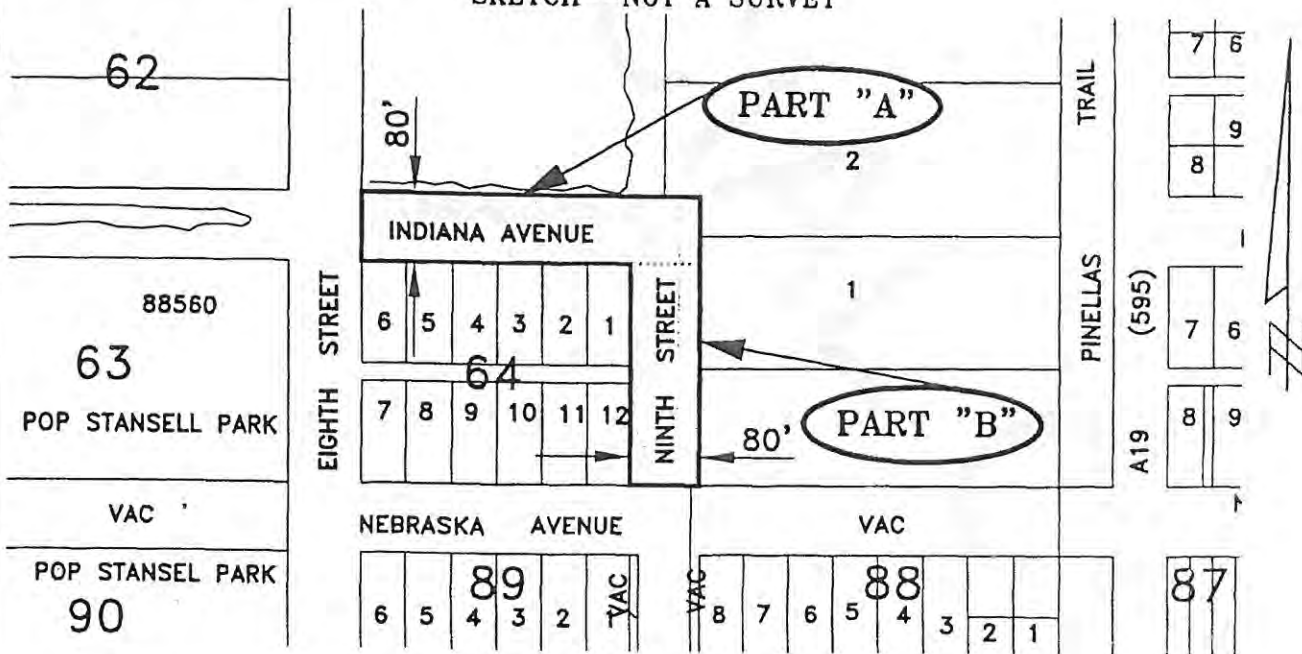 SKETCH - NOT A SURVEY
62
80'
PART "A"
2
TRAIL
7 6
9
8
INDIANA AVENUE
88560
63
POP STANSELL PARK
EIGHTH STREET
6 5 4 3 2 1
64
7 8 9 10 11 12
NINTH STREET
1
PART "B"
80'
PINELLAS
(595)
A19
7 6
8 9
VAC
POP STANSEL PARK
90
NEBRASKA AVENUE
VAC
89
6 5 4 3 2
VAC
VAC
88
8 7 6 5 4 3 2 1
87